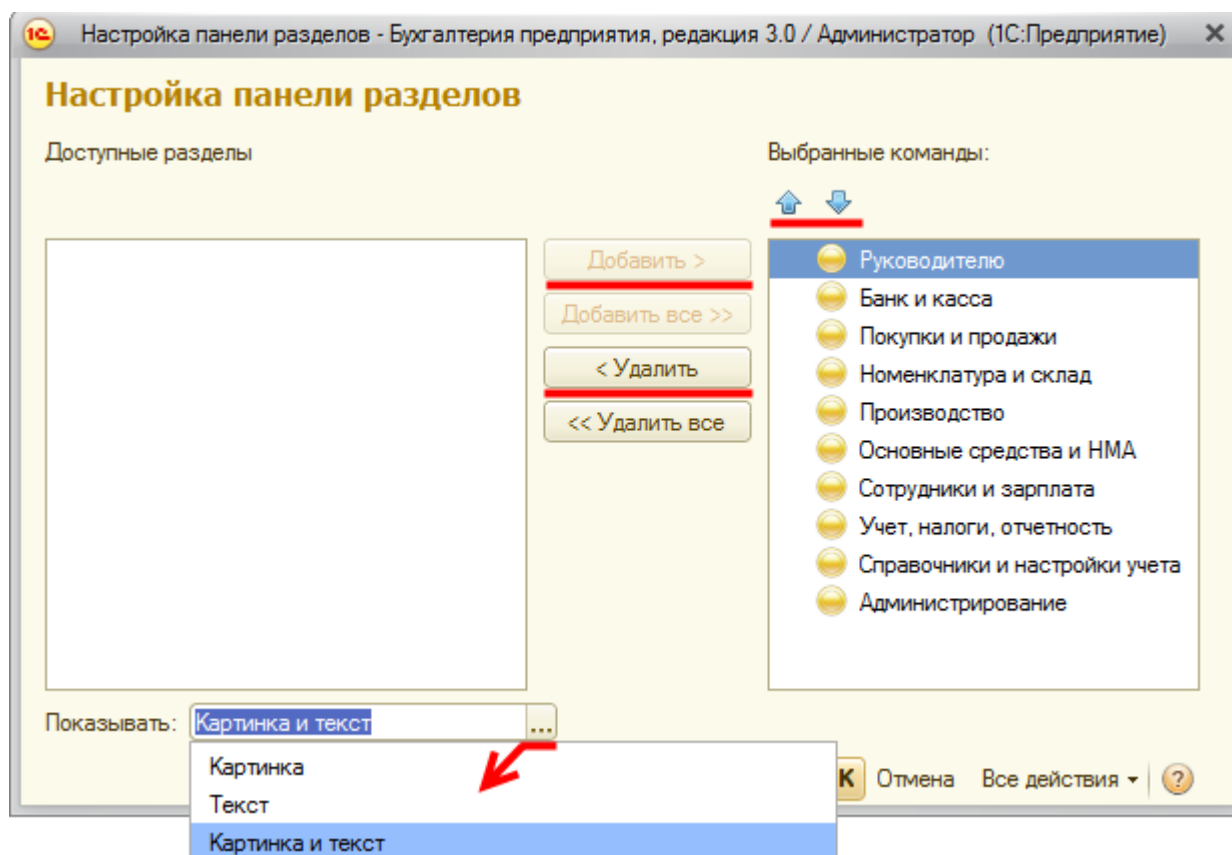 1С Настройка панели разделов - Бухгалтерия предприятия, редакция 3.0 / Администратор (1С:Предприятие)
Настройка панели разделов
Доступные разделы
Выбранные команды:
Добавить >
Добавить все >>
< Удалить
<< Удалить все
Руководителю
Банк и касса
Покупки и продажи
Номенклатура и склад
Производство
Основные средства и НМА
Сотрудники и зарплата
Учет, налоги, отчетность
Справочники и настройки учета
Администрирование
Показывать: Картинка и текст ...
Картинка
Текст
Картинка и текст
К Отмена Все действия ?